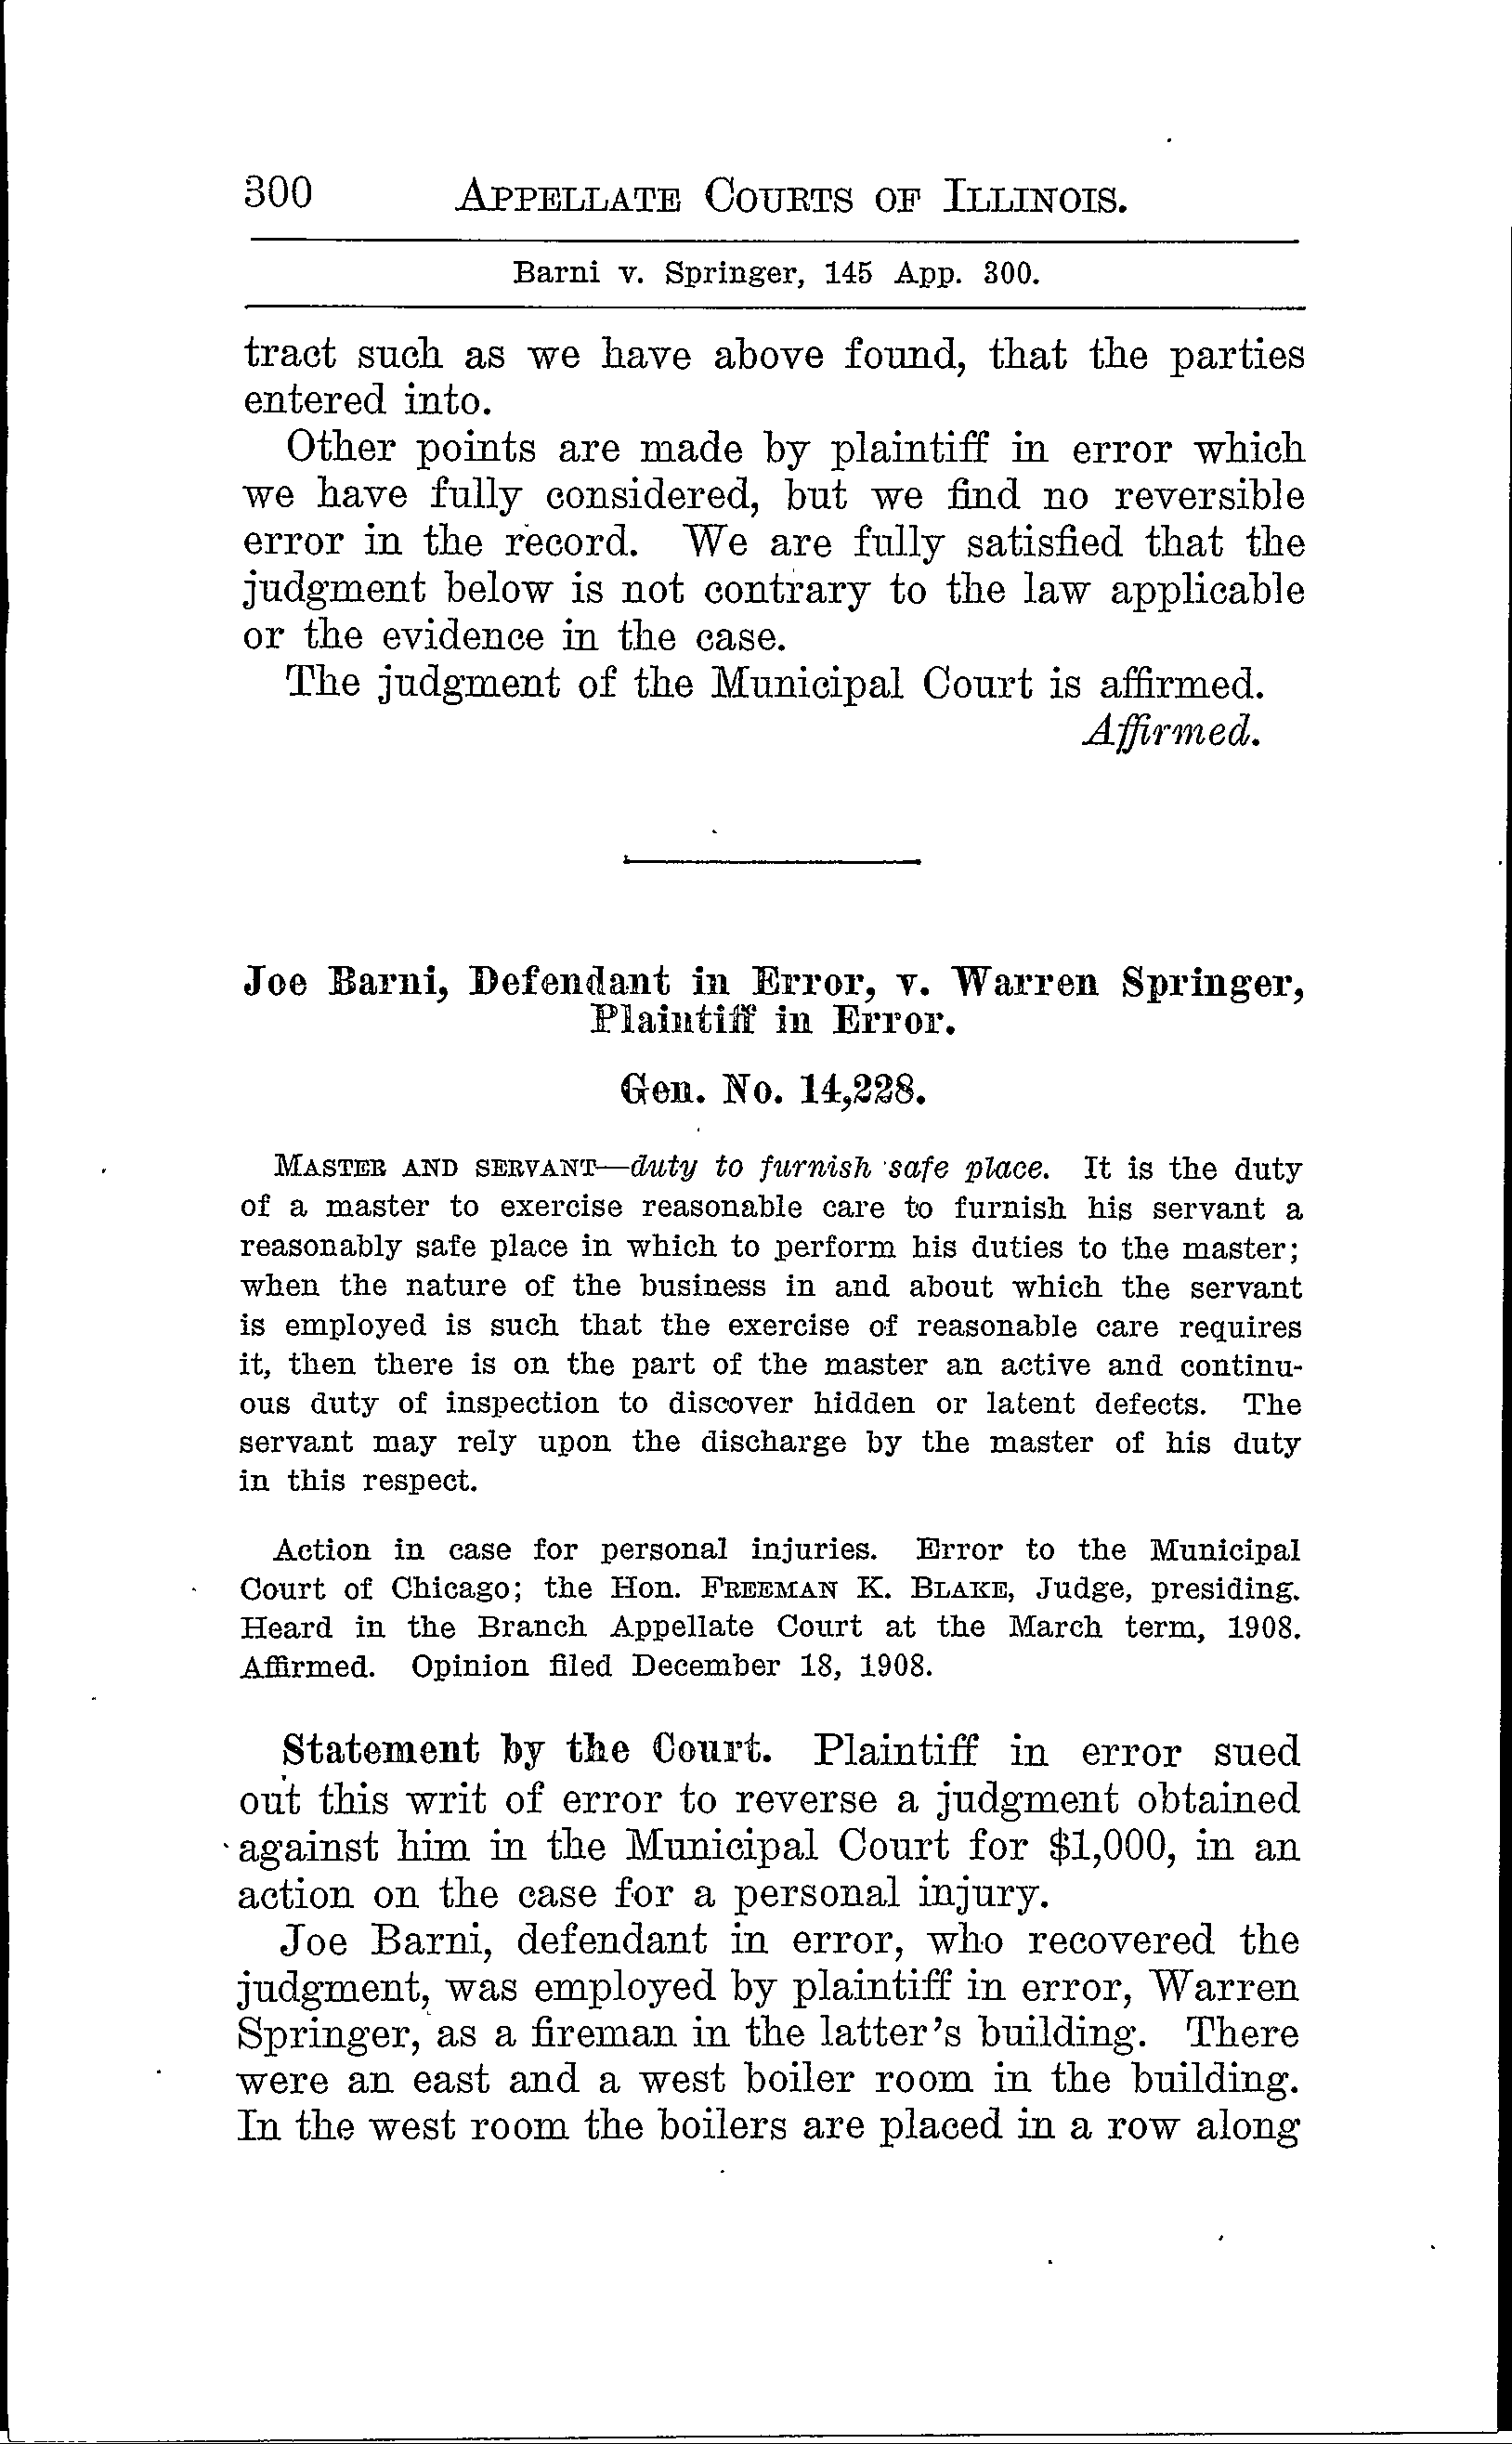 300 APPELLATE COURTS OF ILLINOIS.
Barni v. Springer, 145 App. 300.
tract such as we have above found, that the parties
entered into.
Other points are made by plaintiff in error which
we have fully considered, but we find no reversible
error in the record. We are fully satisfied that the
judgment below is not contrary to the law applicable
or the evidence in the case.
The judgment of the Municipal Court is affirmed.
Affirmed.
Joe Barni, Defendant in Error, v. Warren Springer,
Plaintiff in Error.
Gen. No. 14,228.
MASTER AND SERVANT—duty to furnish safe place. It is the duty
of a master to exercise reasonable care to furnish his servant a
reasonably safe place in which to perform his duties to the master;
when the nature of the business in and about which the servant
is employed is such that the exercise of reasonable care requires
it, then there is on the part of the master an active and continu-
ous duty of inspection to discover hidden or latent defects. The
servant may rely upon the discharge by the master of his duty
in this respect.
Action in case for personal injuries. Error to the Municipal
Court of Chicago; the Hon. FREEMAN K. BLAKE, Judge, presiding.
Heard in the Branch Appellate Court at the March term, 1908.
Affirmed. Opinion filed December 18, 1908.
Statement by the Court. Plaintiff in error sued
out this writ of error to reverse a judgment obtained
against him in the Municipal Court for $1,000, in an
action on the case for a personal injury.
Joe Barni, defendant in error, who recovered the
judgment, was employed by plaintiff in error, Warren
Springer, as a fireman in the latter's building. There
were an east and a west boiler room in the building.
In the west room the boilers are placed in a row along